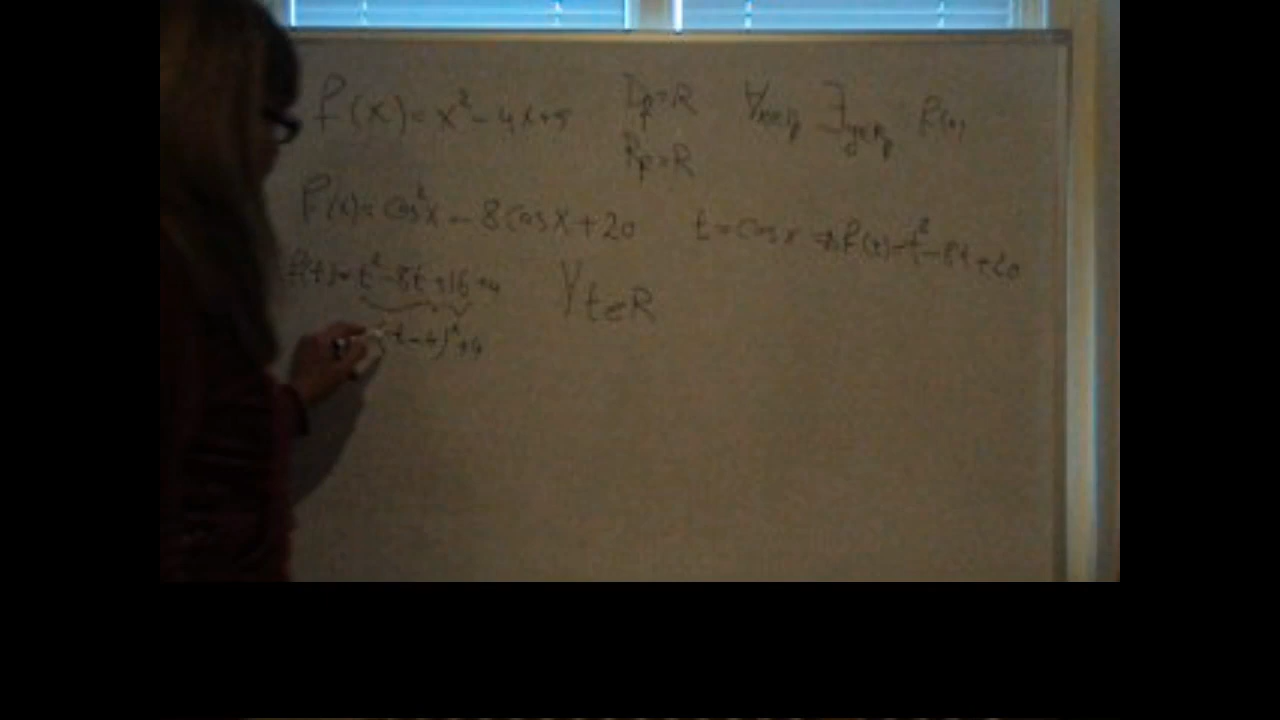 f(x) = x² - 4x + 5 D_f = R ∀x∈D_f ∃y∈R_f f(x)
R_f = R
f(x) = cos²x - 8cosx + 20 t = cosx ⇒ f(t) = t² - 8t + 20
f(t) = t² - 8t + 16 + 4 ∀t∈R
(t - 4)² + 4